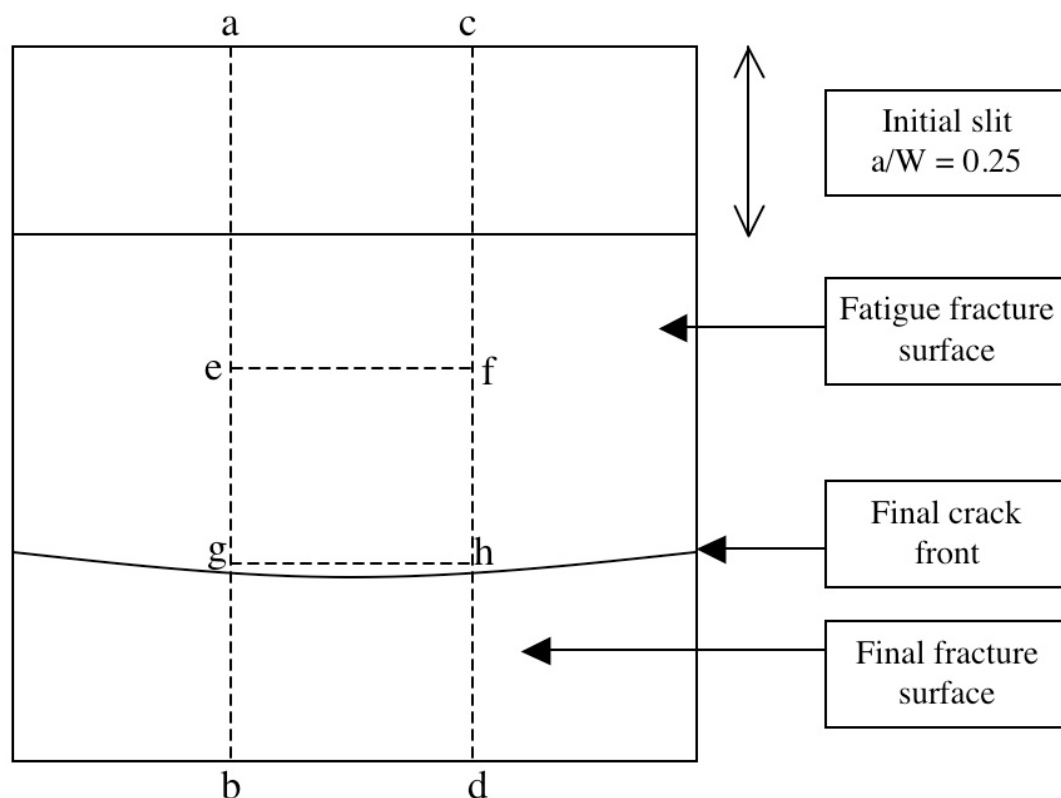 a
c
Initial slit
a/W = 0.25
Fatigue fracture
surface
e
f
g
h
Final crack
front
Final fracture
surface
b
d